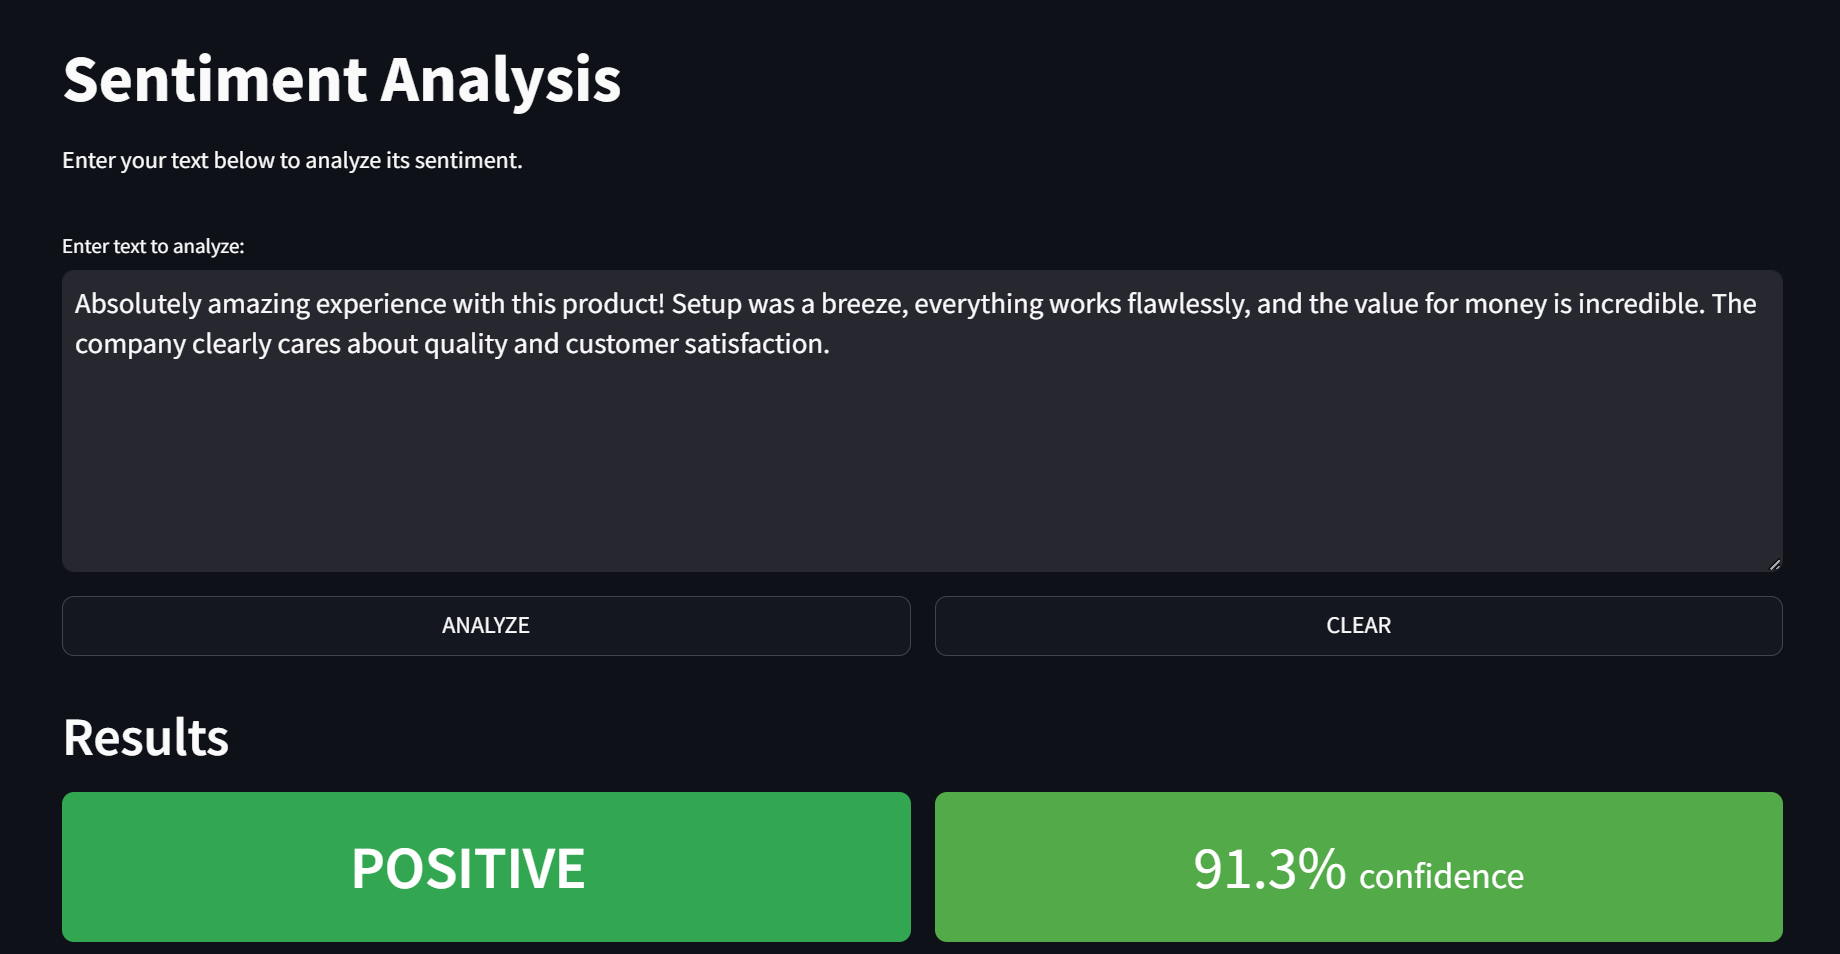 Sentiment Analysis
Enter your text below to analyze its sentiment.
Enter text to analyze:
Absolutely amazing experience with this product! Setup was a breeze, everything works flawlessly, and the value for money is incredible. The
company clearly cares about quality and customer satisfaction.
ANALYZE
CLEAR
Results
POSITIVE
91.3% confidence